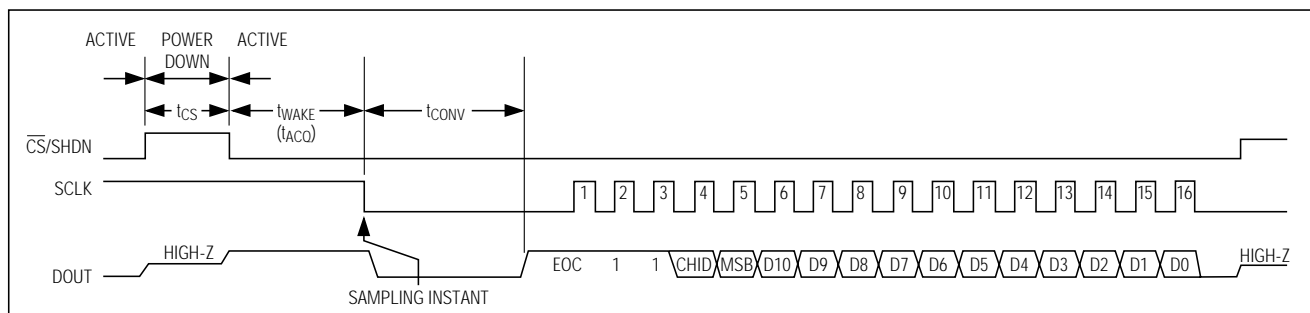 ACTIVE POWER DOWN ACTIVE
tCS tWAKE (tACQ) tCONV
CS/SHDN
SCLK 1 2 3 4 5 6 7 8 9 10 11 12 13 14 15 16
HIGH-Z HIGH-Z
DOUT EOC 1 1 CHID MSB D10 D9 D8 D7 D6 D5 D4 D3 D2 D1 D0
SAMPLING INSTANT